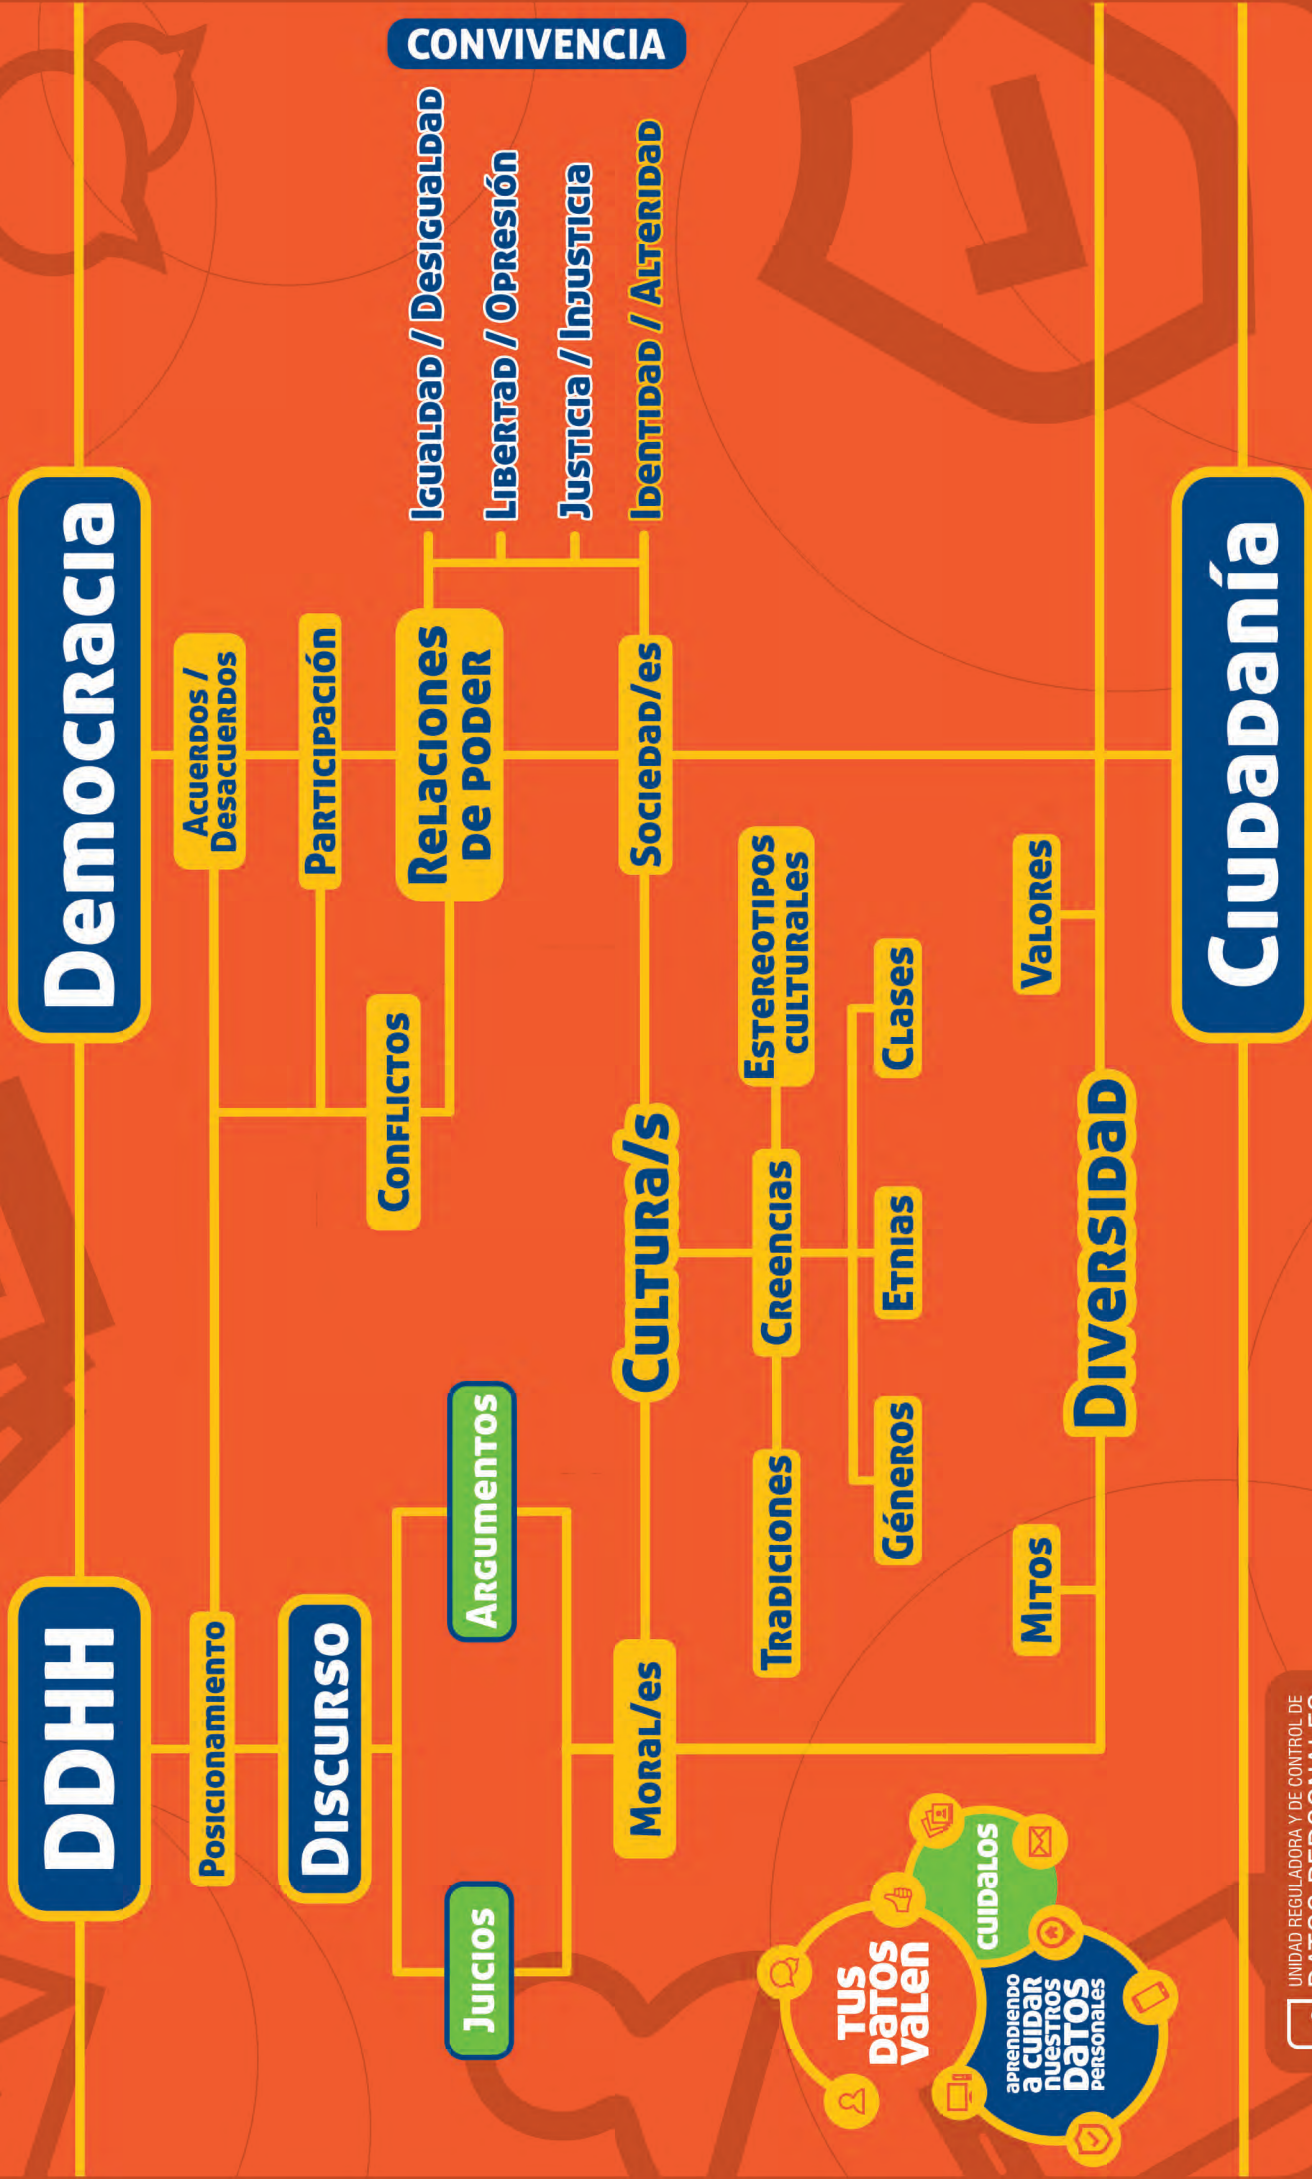 DDHH
Democracia
Posicionamiento
Acuerdos /
Desacuerdos
Discurso
Participación
Conflictos
Relaciones
de poder
CONVIVENCIA
Igualdad / Desigualdad
Libertad / Opresión
Justicia / Injusticia
Identidad / Alteridad
Juicios
Argumentos
Moral/es
Cultura/s
Sociedad/es
Tradiciones
Creencias
Estereotipos
culturales
Géneros
Etnias
Clases
Mitos
Valores
Diversidad
Ciudadanía
TUS
DATOS
VALEN
CUIDALOS
APRENDIENDO
A CUIDAR
NUESTROS
DATOS
PERSONALES
UNIDAD REGULADORA Y DE CONTROL DE
DATOS PERSONALES